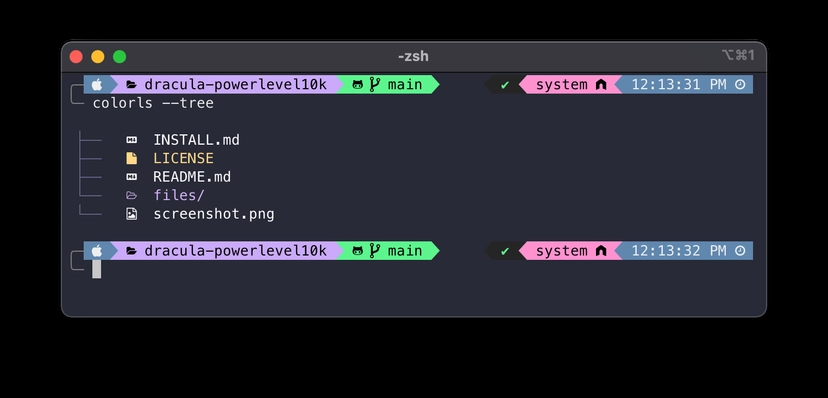 -zsh ⌥⌘1
dracula-powerlevel10k main ✔ system 12:13:31 PM
colorls --tree
INSTALL.md
LICENSE
README.md
files/
screenshot.png
dracula-powerlevel10k main ✔ system 12:13:32 PM